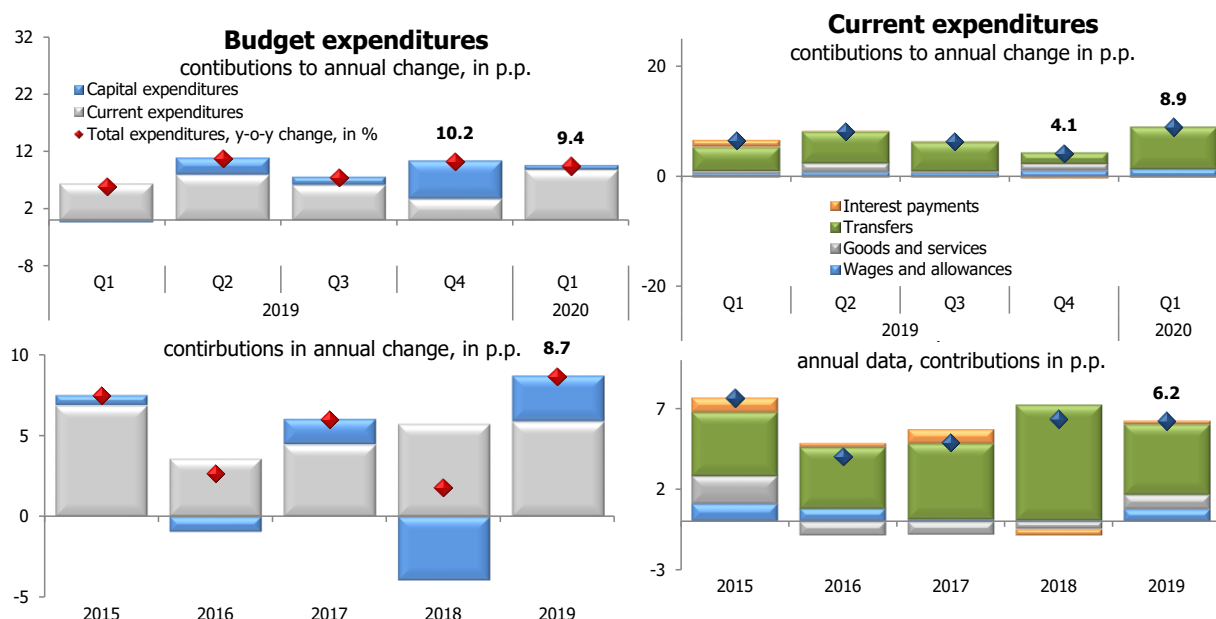 Budget expenditures
contibutions to annual change, in p.p.
32
22
12
2
-8
Capital expenditures
Current expenditures
Total expenditures, y-o-y change, in %
10.2
9.4
Q1 Q2 Q3 Q4 Q1
2019 2020
contirbutions in annual change, in p.p.
8.7
10
5
0
-5
2015 2016 2017 2018 2019
Current expenditures
contibutions to annual change in p.p.
20
0
-20
4.1
8.9
Interest payments
Transfers
Goods and services
Wages and allowances
Q1 Q2 Q3 Q4 Q1
2019 2020
annual data, contributions in p.p.
6.2
7
2
-3
2015 2016 2017 2018 2019